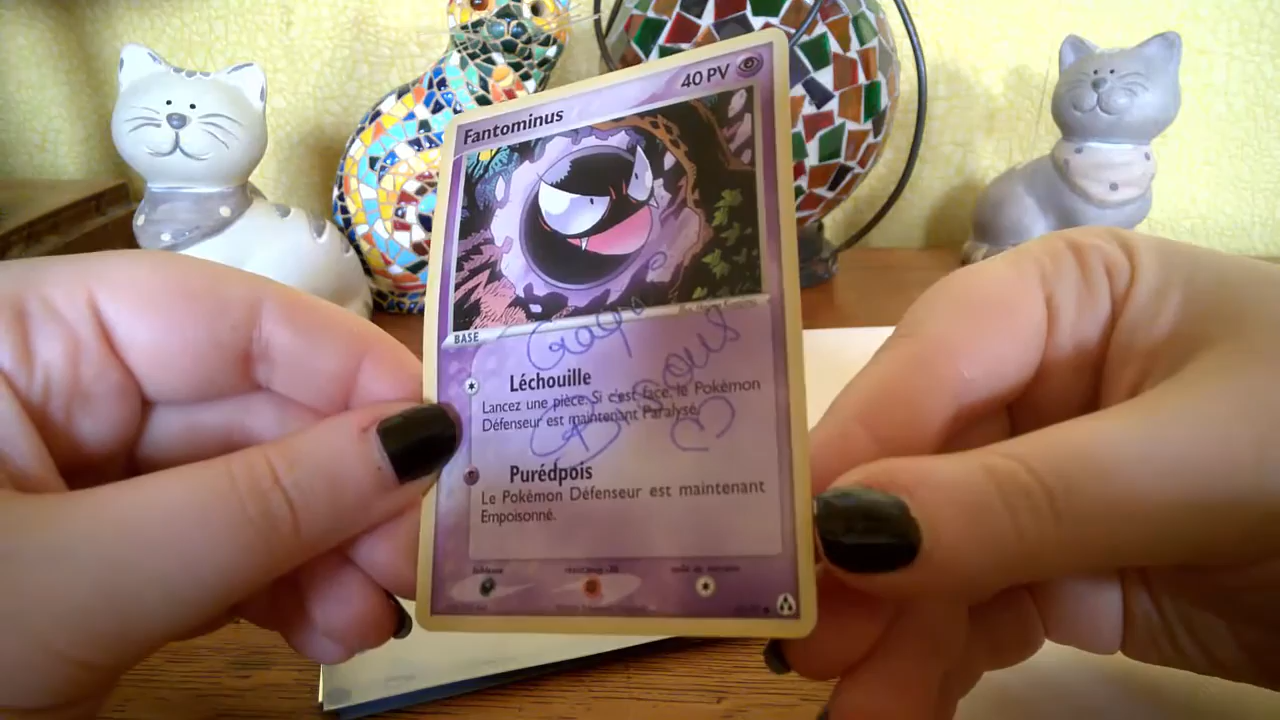 Fantominus 40 PV
BASE
Bisous
Léchouille
Lancez une pièce. Si c'est face, le Pokémon
Défenseur est maintenant Paralysé.
Purédpois
Le Pokémon Défenseur est maintenant
Empoisonné.